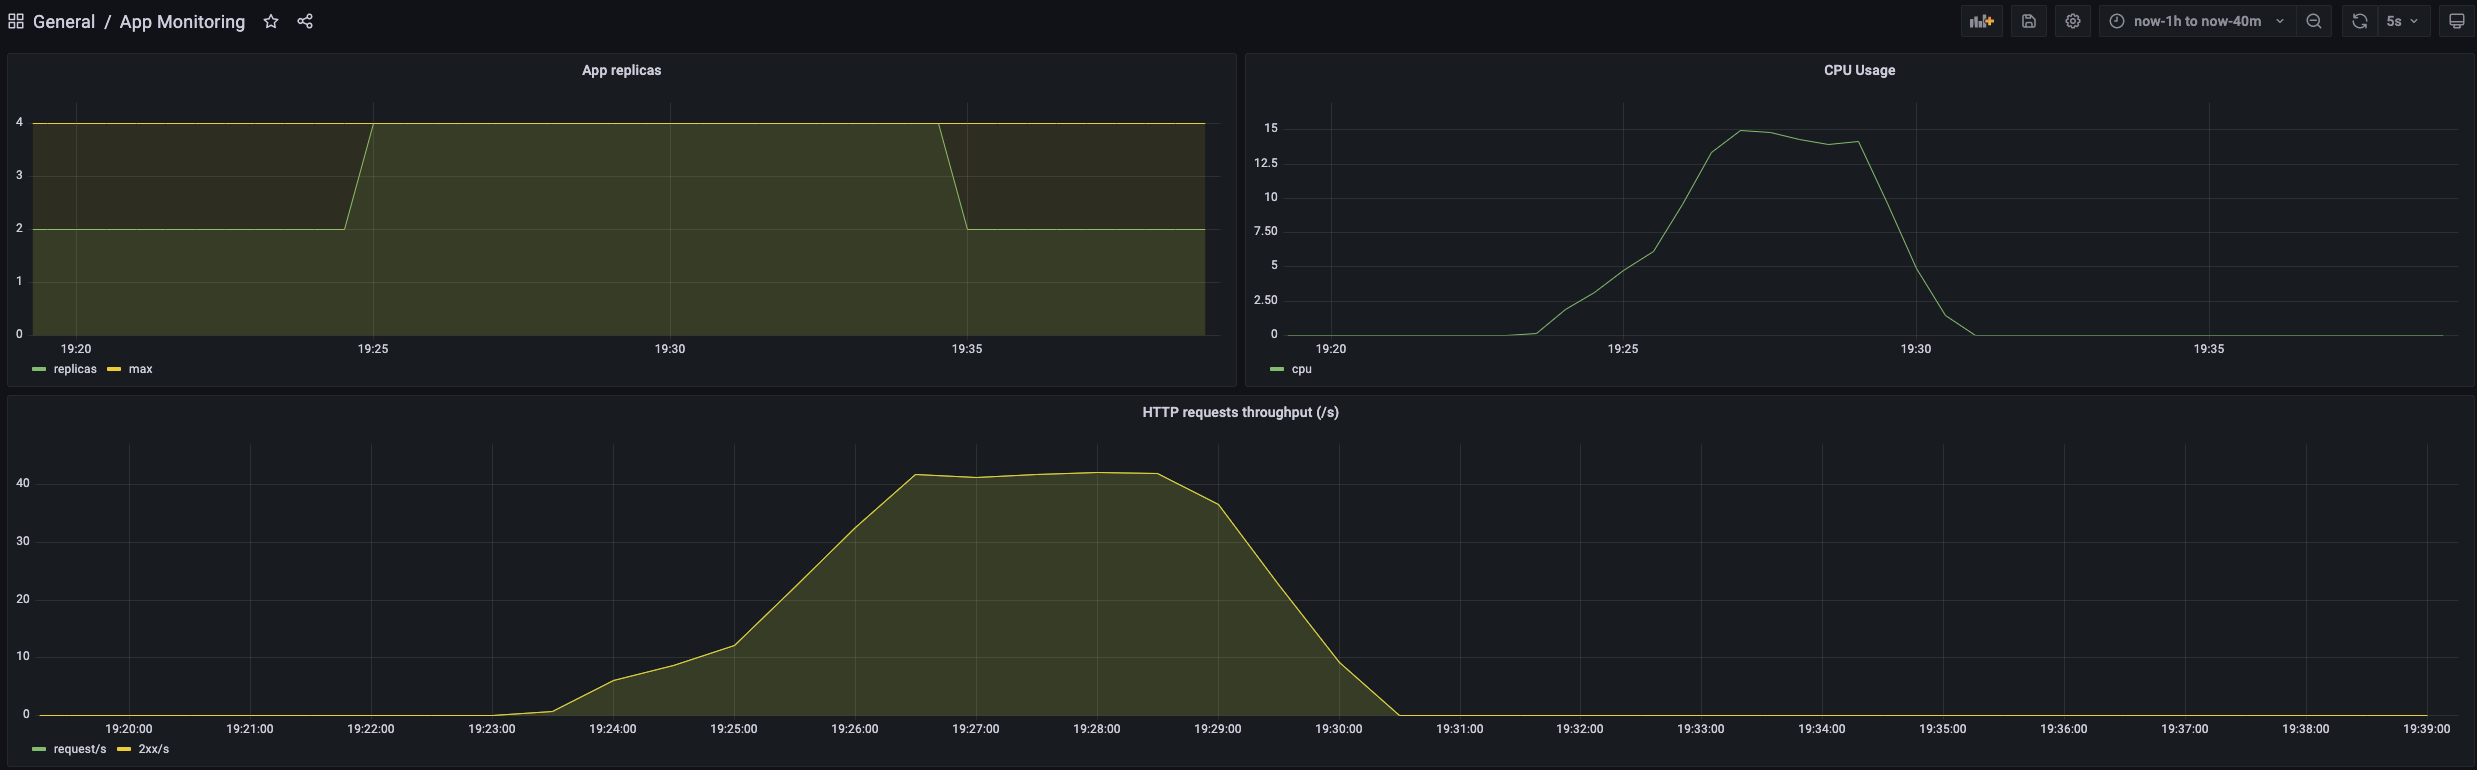 General / App Monitoring
now-1h to now-40m
5s
App replicas
4
3
2
1
0
19:20 19:25 19:30 19:35
replicas max
CPU Usage
15
12.5
10
7.50
5
2.50
0
19:20 19:25 19:30 19:35
cpu
HTTP requests throughput (/s)
40
30
20
10
0
19:20:00 19:21:00 19:22:00 19:23:00 19:24:00 19:25:00 19:26:00 19:27:00 19:28:00 19:29:00 19:30:00 19:31:00 19:32:00 19:33:00 19:34:00 19:35:00 19:36:00 19:37:00 19:38:00 19:39:00
request/s 2xx/s